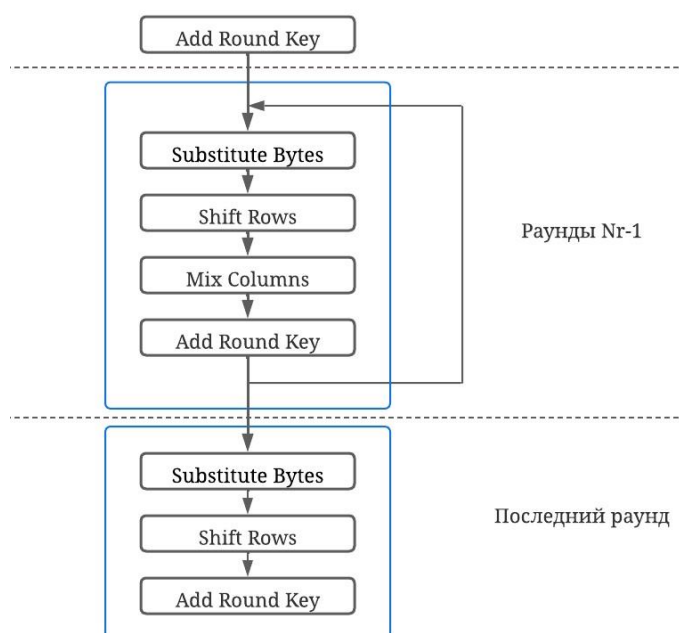 Add Round Key
Substitute Bytes
Shift Rows
Mix Columns
Add Round Key
Раунды Nr-1
Substitute Bytes
Shift Rows
Add Round Key
Последний раунд